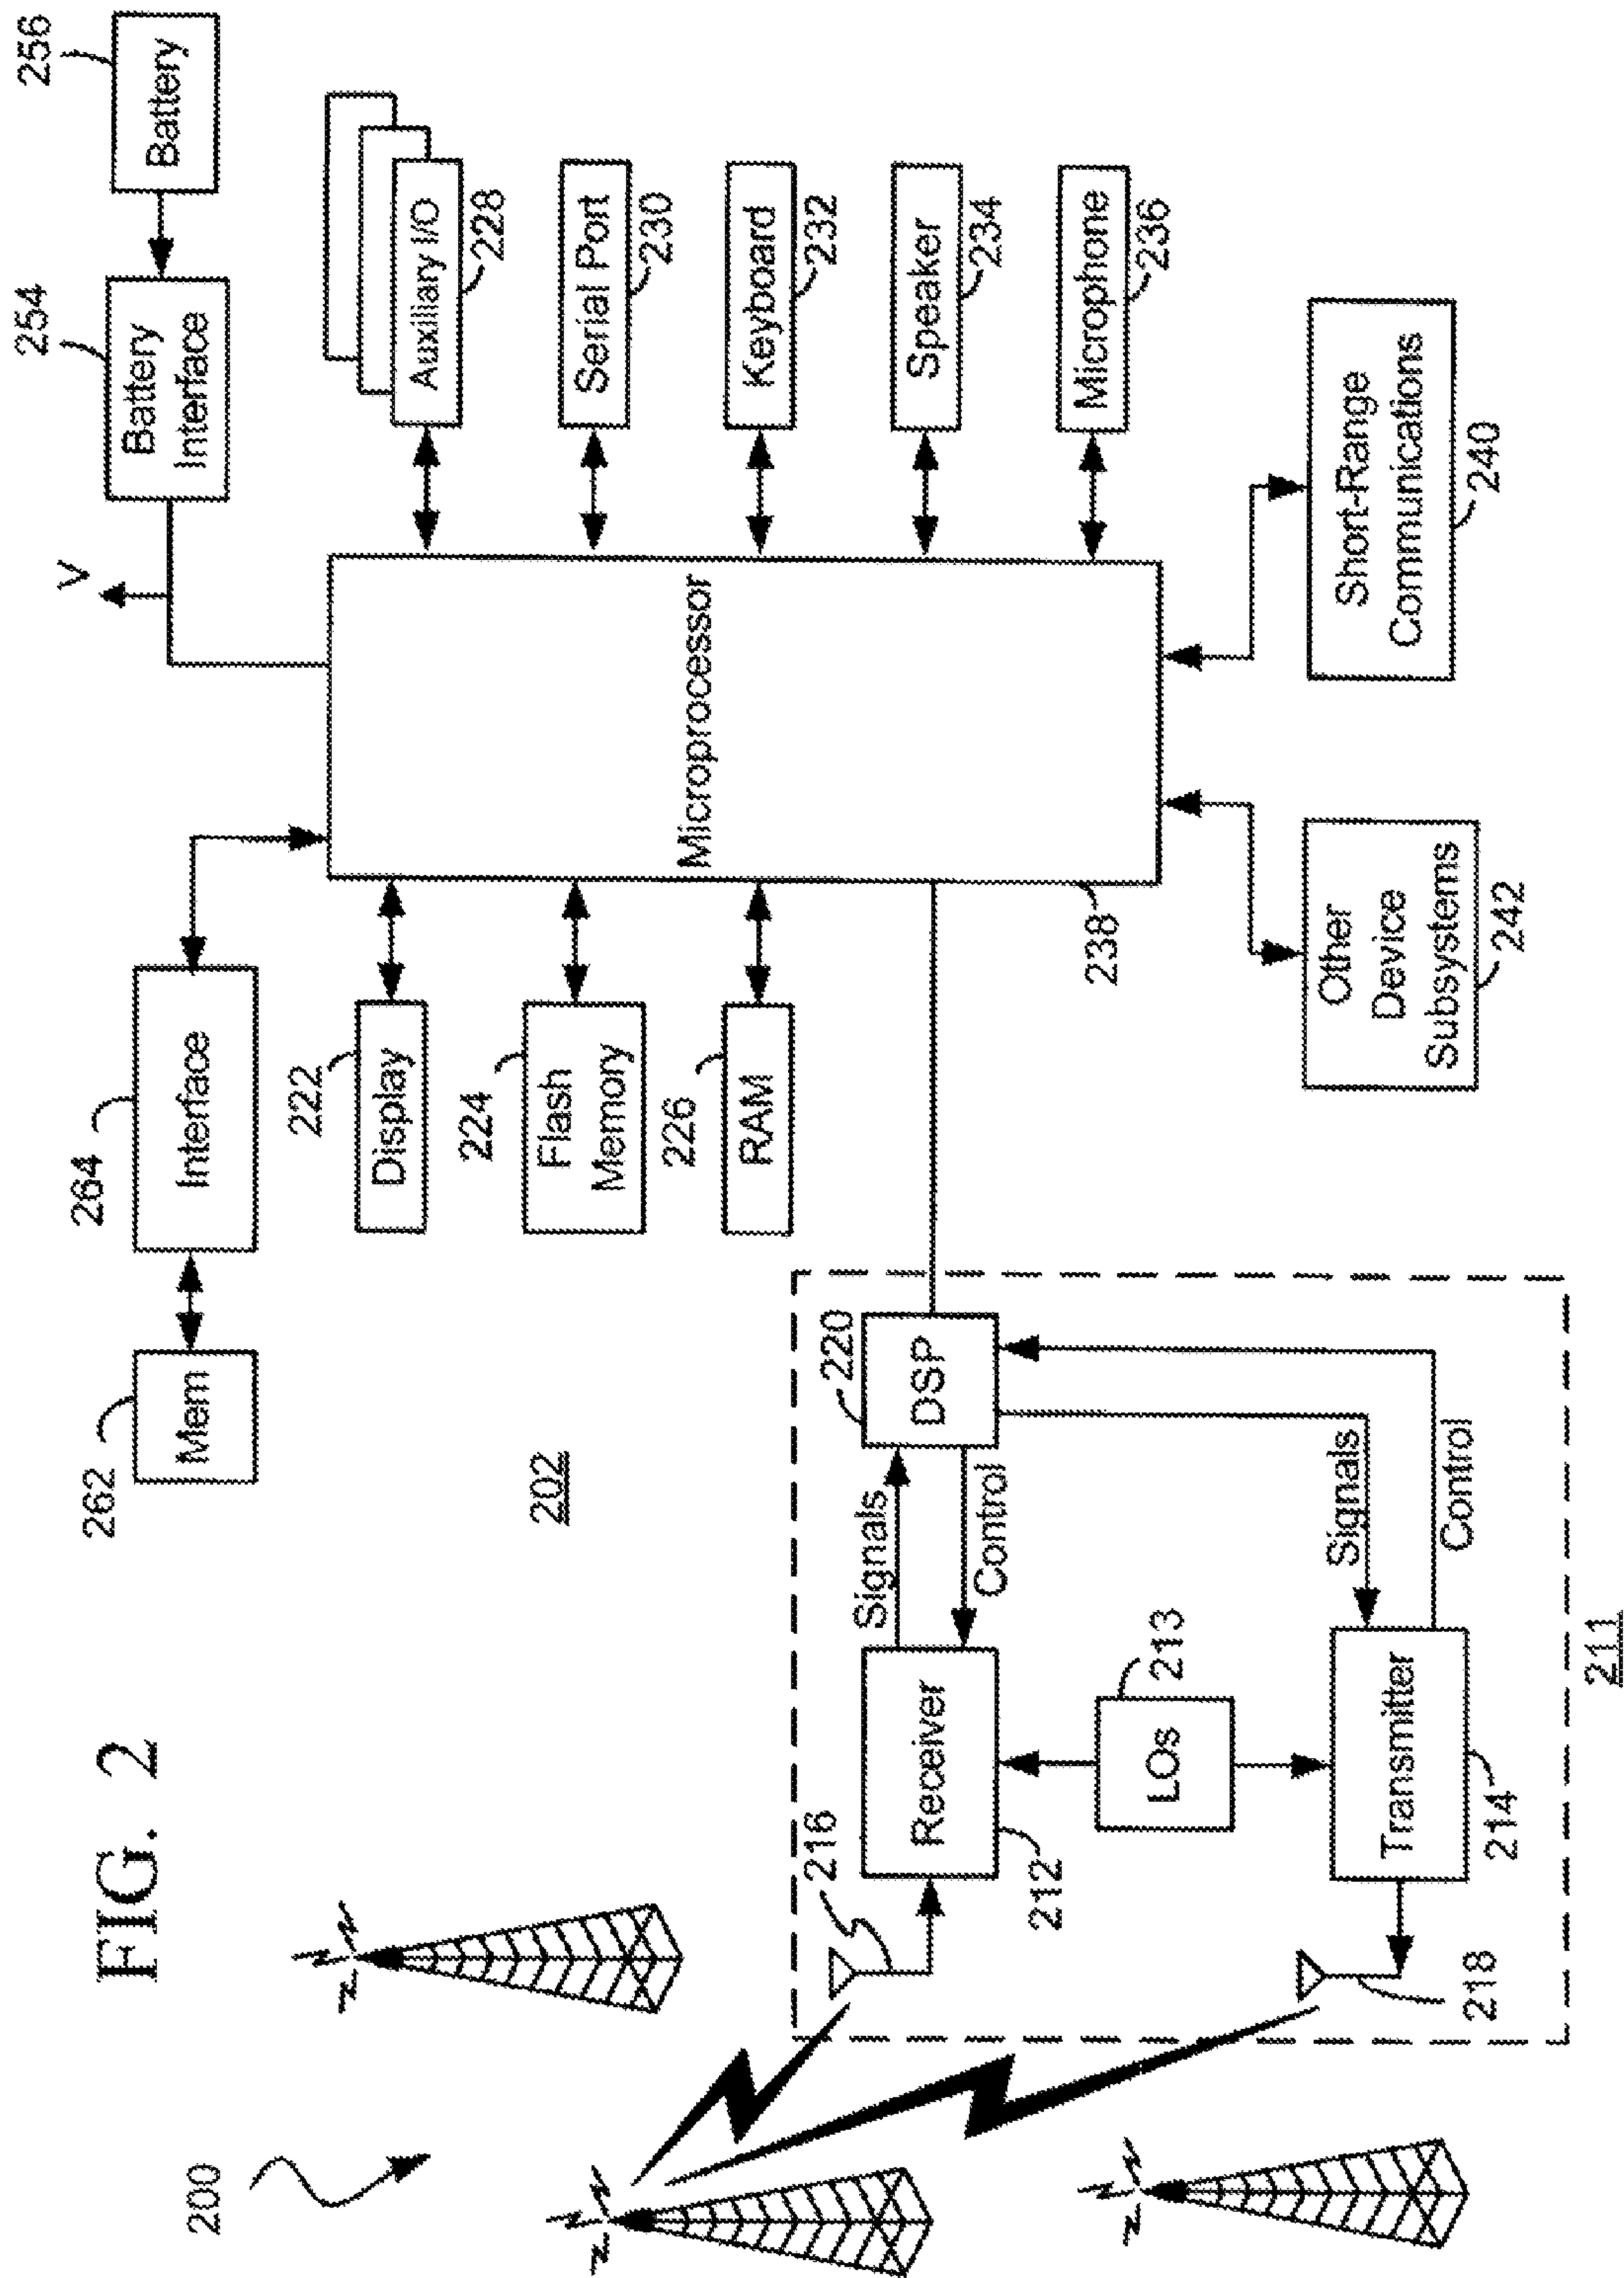 FIG. 2
200
202
262
Mem
264
Interface
V
254
Battery
Interface
256
Battery
222
Display
224
Flash
Memory
226
RAM
Microprocessor
238
Auxiliary I/O
228
Serial Port
230
Keyboard
232
Speaker
234
Microphone
236
Other
Device
Subsystems
242
Short-Range
Communications
240
216
Receiver
212
Signals
Control
220
DSP
LOs
213
Signals
Transmitter
214
Control
218
211